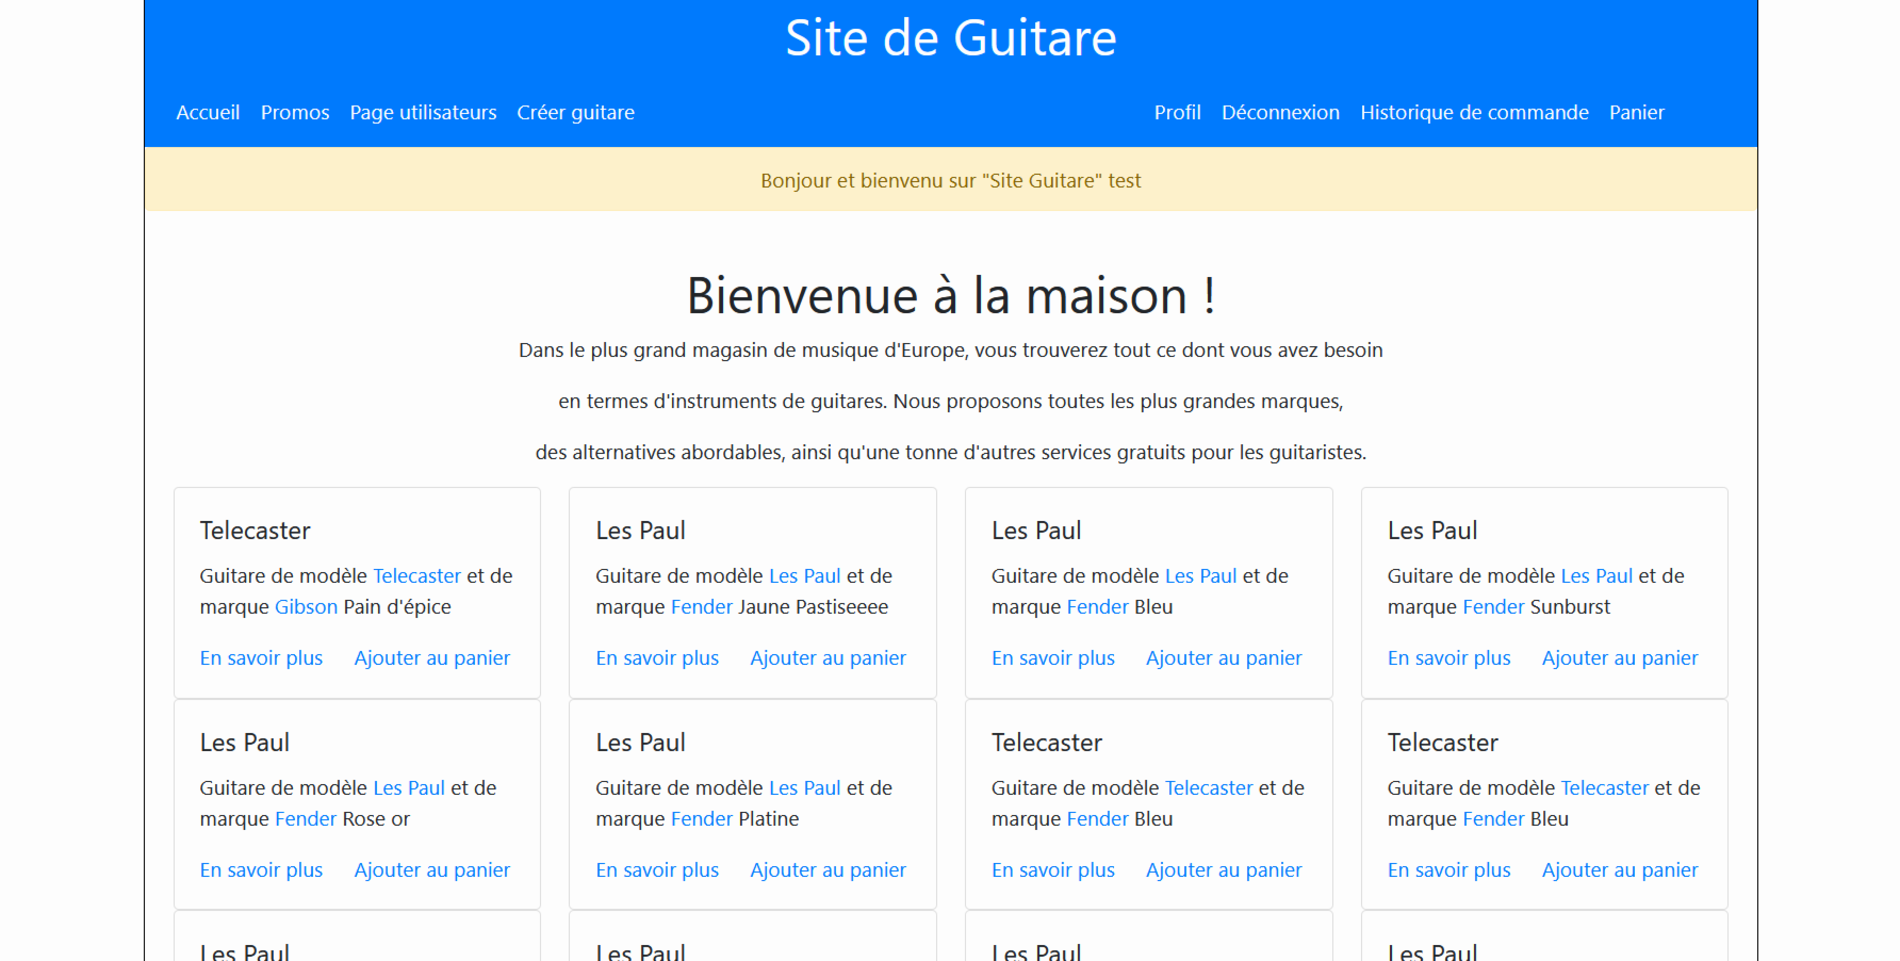 Site de Guitare
Accueil Promos Page utilisateurs Créer guitare Profil Déconnexion Historique de commande Panier
Bonjour et bienvenu sur "Site Guitare" test
Bienvenue à la maison !
Dans le plus grand magasin de musique d'Europe, vous trouverez tout ce dont vous avez besoin
en termes d'instruments de guitares. Nous proposons toutes les plus grandes marques,
des alternatives abordables, ainsi qu'une tonne d'autres services gratuits pour les guitaristes.
Telecaster
Guitare de modèle Telecaster et de
marque Gibson Pain d'épice
En savoir plus Ajouter au panier
Les Paul
Guitare de modèle Les Paul et de
marque Fender Jaune Pastiseeee
En savoir plus Ajouter au panier
Les Paul
Guitare de modèle Les Paul et de
marque Fender Bleu
En savoir plus Ajouter au panier
Les Paul
Guitare de modèle Les Paul et de
marque Fender Sunburst
En savoir plus Ajouter au panier
Les Paul
Guitare de modèle Les Paul et de
marque Fender Rose or
En savoir plus Ajouter au panier
Les Paul
Guitare de modèle Les Paul et de
marque Fender Platine
En savoir plus Ajouter au panier
Telecaster
Guitare de modèle Telecaster et de
marque Fender Bleu
En savoir plus Ajouter au panier
Telecaster
Guitare de modèle Telecaster et de
marque Fender Bleu
En savoir plus Ajouter au panier
Les Paul
Les Paul
Les Paul
Les Paul